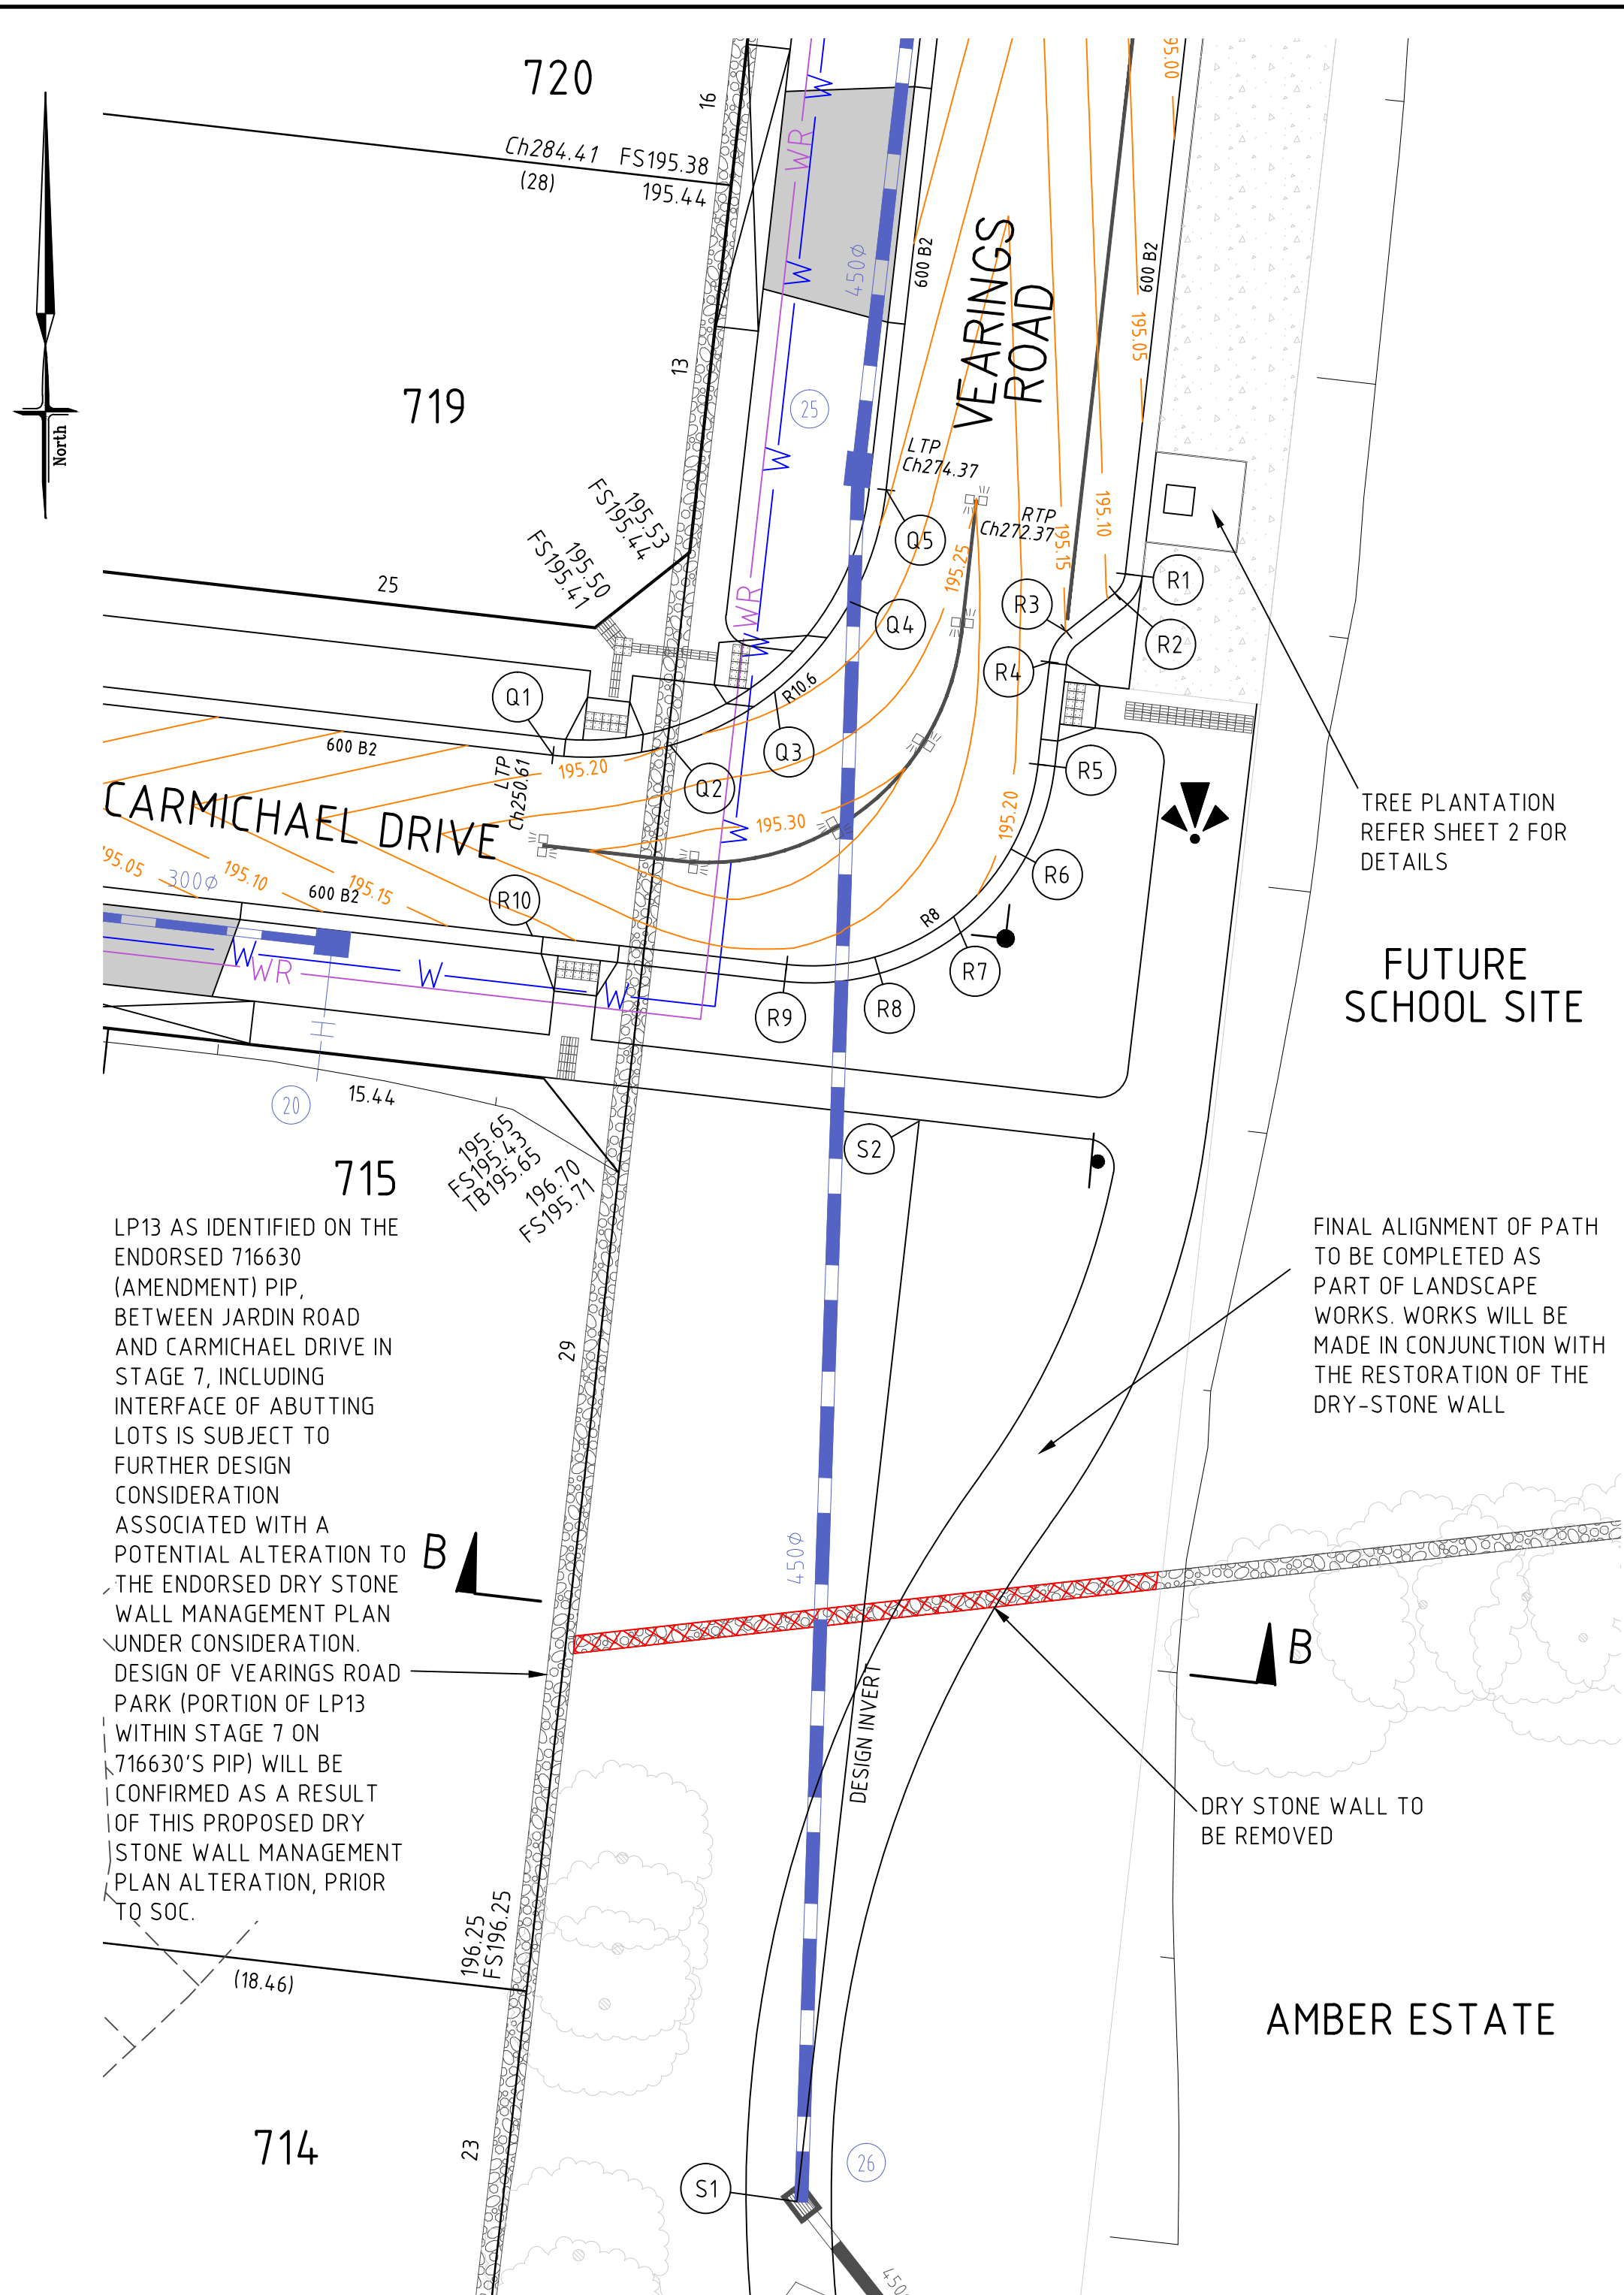 720
16
Ch284.41 FS195.38
(28) 195.44
WR
W
95.00
450Ø
600 B2
VEARINGS
ROAD
600 B2
195.05
W
13
719
25
North
W
LTP
Ch274.37
195.53
FS195.44
195.50
FS195.41
RTP
Ch272.37
195.10
195.15
195.25
Q5
25
R1
R3
R2
Q4
WR
W
R4
Q1
R10.6
Q3
600 B2
LTP
Ch250.61
195.20
Q2
R5
CARMICHAEL DRIVE
195.30
W
195.20
TREE PLANTATION
REFER SHEET 2 FOR
DETAILS
195.05
300Ø
195.10
195.15
600 B2
R10
R6
R8
R7
W
WR
W
W
R9
R8
FUTURE
SCHOOL SITE
H
20
15.44
195.65
FS195.43
TB195.65
196.70
FS195.71
S2
715
LP13 AS IDENTIFIED ON THE
ENDORSED 716630
(AMENDMENT) PIP,
BETWEEN JARDIN ROAD
AND CARMICHAEL DRIVE IN
STAGE 7, INCLUDING
INTERFACE OF ABUTTING
LOTS IS SUBJECT TO
FURTHER DESIGN
CONSIDERATION
ASSOCIATED WITH A
POTENTIAL ALTERATION TO
THE ENDORSED DRY STONE
WALL MANAGEMENT PLAN
UNDER CONSIDERATION.
DESIGN OF VEARINGS ROAD
PARK (PORTION OF LP13
WITHIN STAGE 7 ON
716630'S PIP) WILL BE
CONFIRMED AS A RESULT
OF THIS PROPOSED DRY
STONE WALL MANAGEMENT
PLAN ALTERATION, PRIOR
TO SOC.
FINAL ALIGNMENT OF PATH
TO BE COMPLETED AS
PART OF LANDSCAPE
WORKS. WORKS WILL BE
MADE IN CONJUNCTION WITH
THE RESTORATION OF THE
DRY-STONE WALL
29
B
450Ø
B
DESIGN INVERT
DRY STONE WALL TO
BE REMOVED
196.25
FS196.25
(18.46)
AMBER ESTATE
714
23
26
S1
450